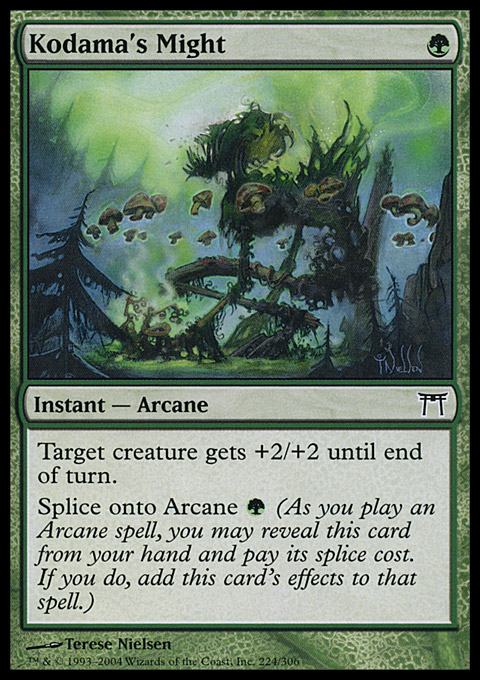 Kodama's Might
Instant — Arcane
Target creature gets +2/+2 until end
of turn.
Splice onto Arcane (As you play an
Arcane spell, you may reveal this card
from your hand and pay its splice cost.
If you do, add this card's effects to that
spell.)
Terese Nielsen
™ & © 1993–2004 Wizards of the Coast, Inc. 224/306